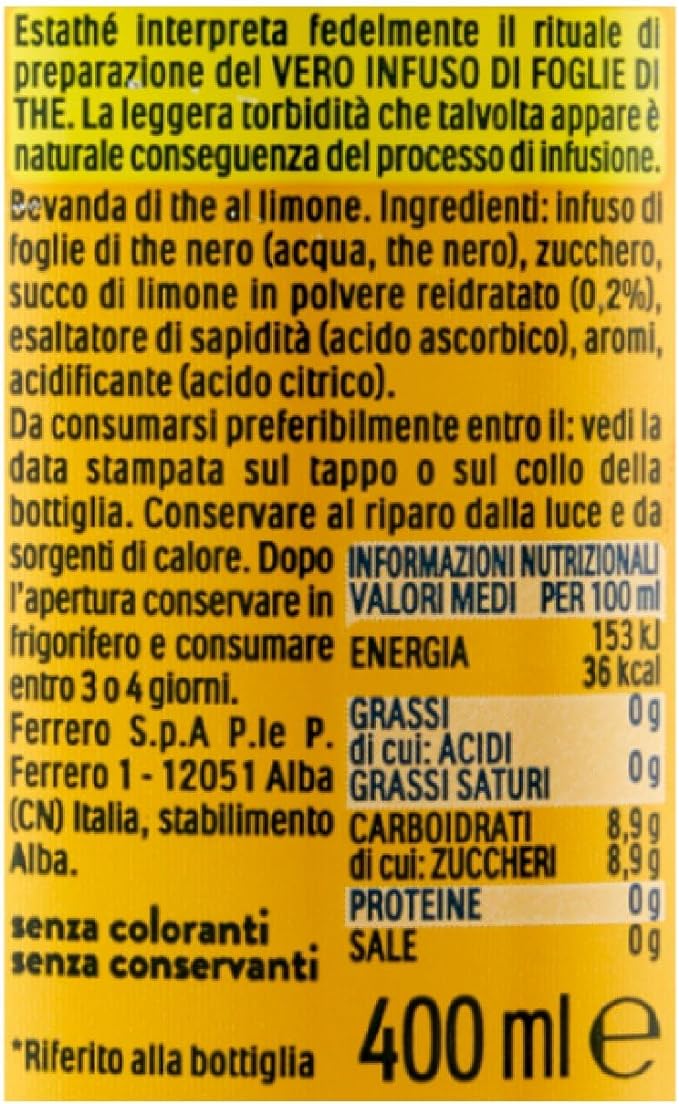 Estathé interpreta fedelmente il rituale di
preparazione del VERO INFUSO DI FOGLIE DI
THE. La leggera torbidità che talvolta appare è
naturale conseguenza del processo di infusione.
Bevanda di the al limone. Ingredienti: infuso di
foglie di the nero (acqua, the nero), zucchero,
succo di limone in polvere reidratato (0,2%),
esaltatore di sapidità (acido ascorbico), aromi,
acidificante (acido citrico).
Da consumarsi preferibilmente entro il: vedi la
data stampata sul tappo o sul collo della
bottiglia. Conservare al riparo dalla luce e da
sorgenti di calore. Dopo
l'apertura conservare in
frigorifero e consumare
entro 3 o 4 giorni.
Ferrero S.p.A P.le P.
Ferrero 1 - 12051 Alba
(CN) Italia, stabilimento
Alba.
senza coloranti
senza conservanti
*Riferito alla bottiglia
INFORMAZIONI NUTRIZIONALI
VALORI MEDI PER 100 ml
ENERGIA 153 kJ
36 kcal
GRASSI 0 g
di cui: ACIDI
GRASSI SATURI 0 g
CARBOIDRATI 8,9 g
di cui: ZUCCHERI 8,9 g
PROTEINE 0 g
SALE 0 g
400 ml e